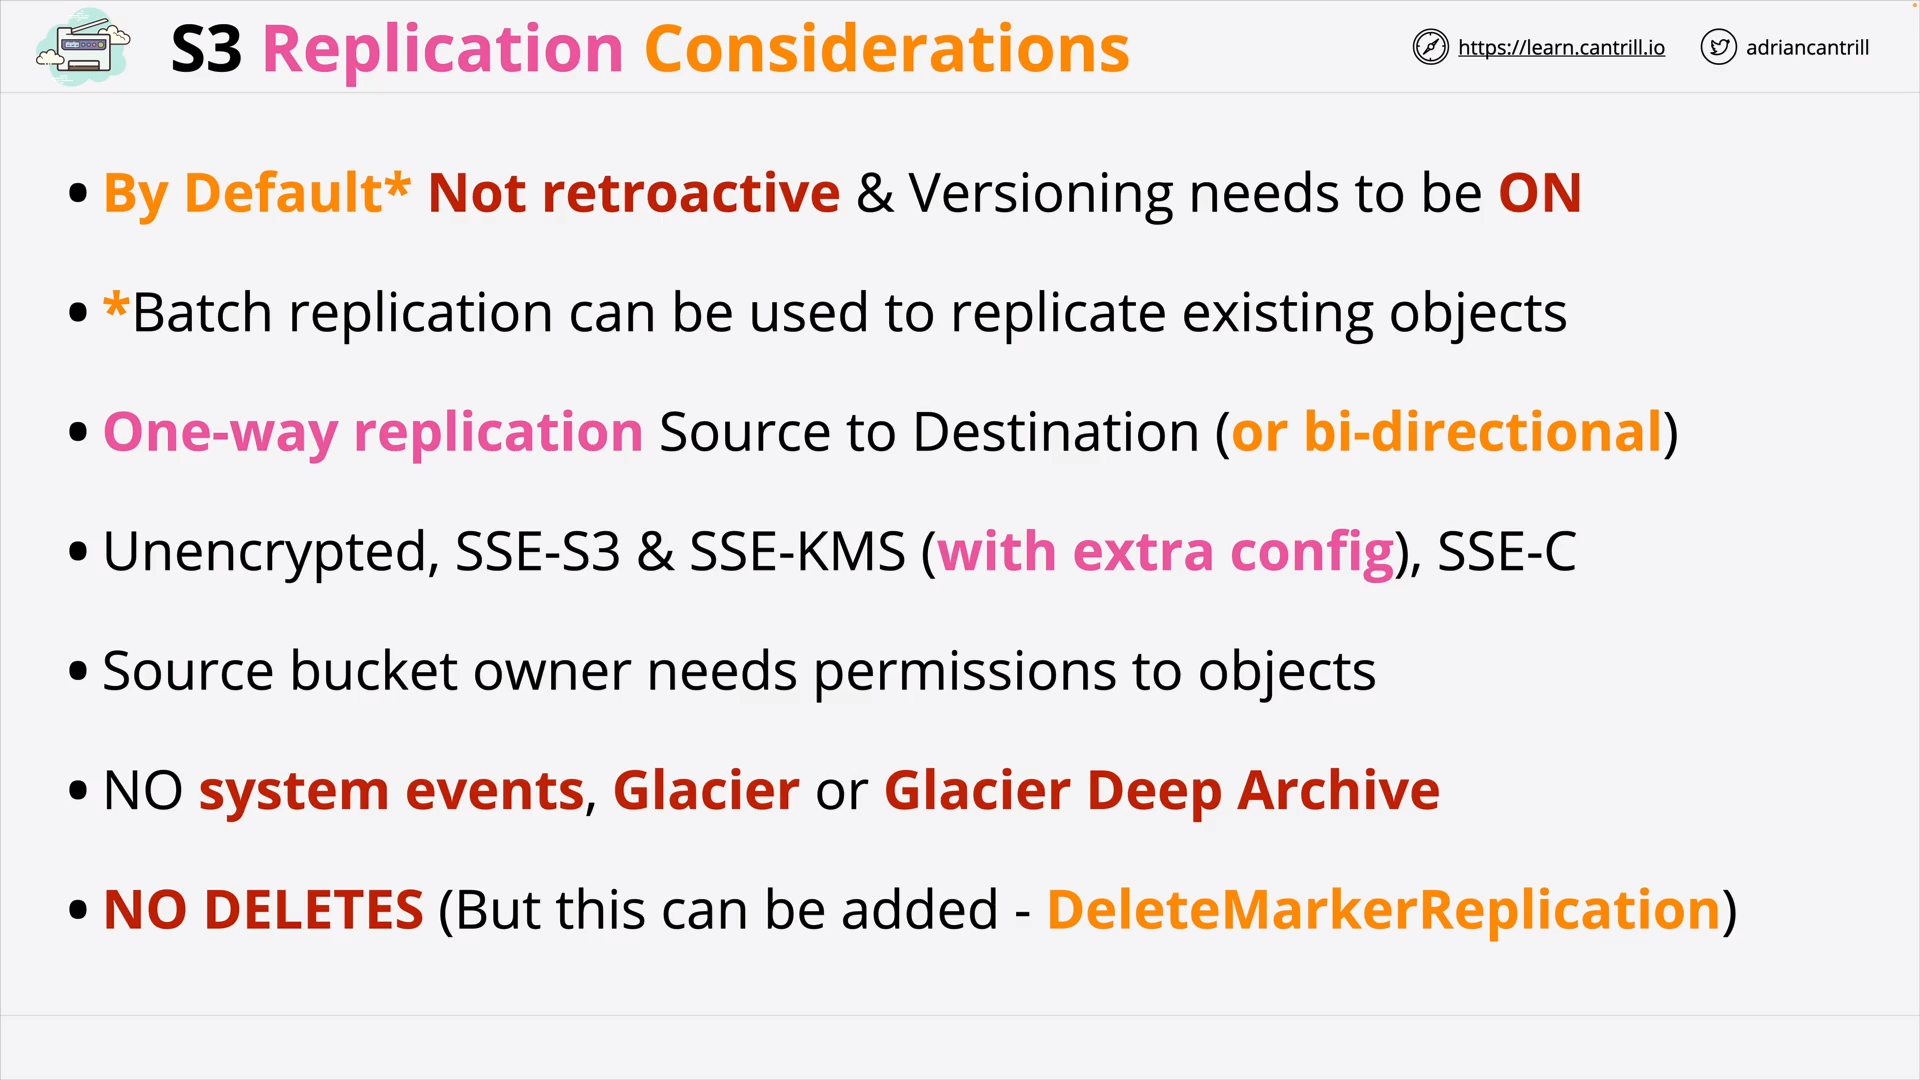 S3 Replication Considerations
https://learn.cantrill.io
adriancantrill
• By Default* Not retroactive & Versioning needs to be ON
• *Batch replication can be used to replicate existing objects
• One-way replication Source to Destination (or bi-directional)
• Unencrypted, SSE-S3 & SSE-KMS (with extra config), SSE-C
• Source bucket owner needs permissions to objects
• NO system events, Glacier or Glacier Deep Archive
• NO DELETES (But this can be added - DeleteMarkerReplication)